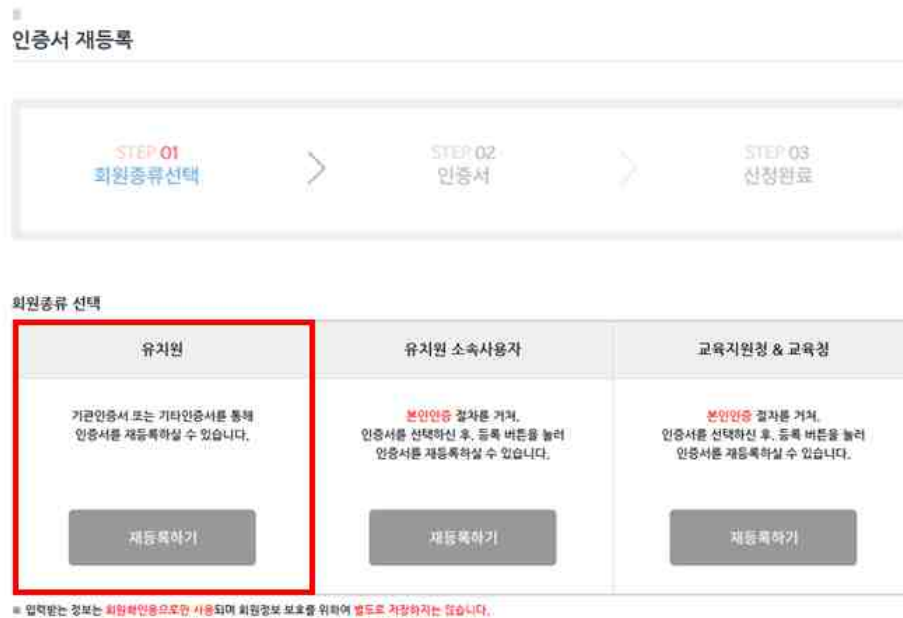 인증서 재등록
STEP 01
회원종류선택
STEP 02
인증서
STEP 03
신청완료
회원종류 선택
유치원
유치원 소속사용자
교육지원청 & 교육청
기관인증서 또는 기타인증서를 통해
인증서를 재등록하실 수 있습니다.
본인인증 절차를 거쳐,
인증서를 선택하신 후, 등록 버튼을 눌러
인증서를 재등록하실 수 있습니다.
본인인증 절차를 거쳐,
인증서를 선택하신 후, 등록 버튼을 눌러
인증서를 재등록하실 수 있습니다.
재등록하기
재등록하기
재등록하기
※ 입력받는 정보는 회원확인용으로만 사용되며 회원정보 보호를 위하여 별도로 저장하지는 않습니다.